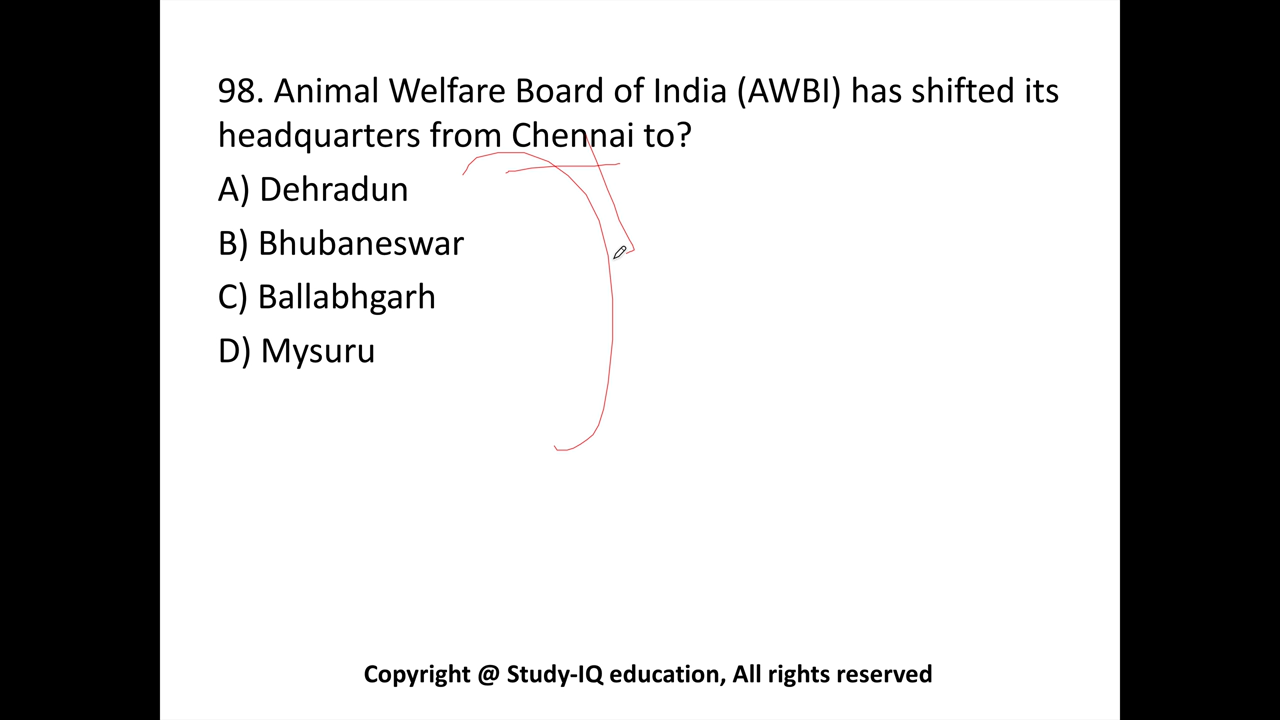 98. Animal Welfare Board of India (AWBI) has shifted its
headquarters from Chennai to?
A) Dehradun
B) Bhubaneswar
C) Ballabhgarh
D) Mysuru
Copyright @ Study-IQ education, All rights reserved